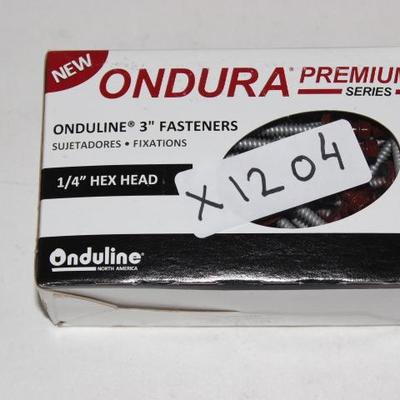 NEW
ONDURA® PREMIUM
SERIES
ONDULINE® 3" FASTENERS
SUJETADORES • FIXATIONS
1/4" HEX HEAD
X1204
Onduline
NORTH AMERICA